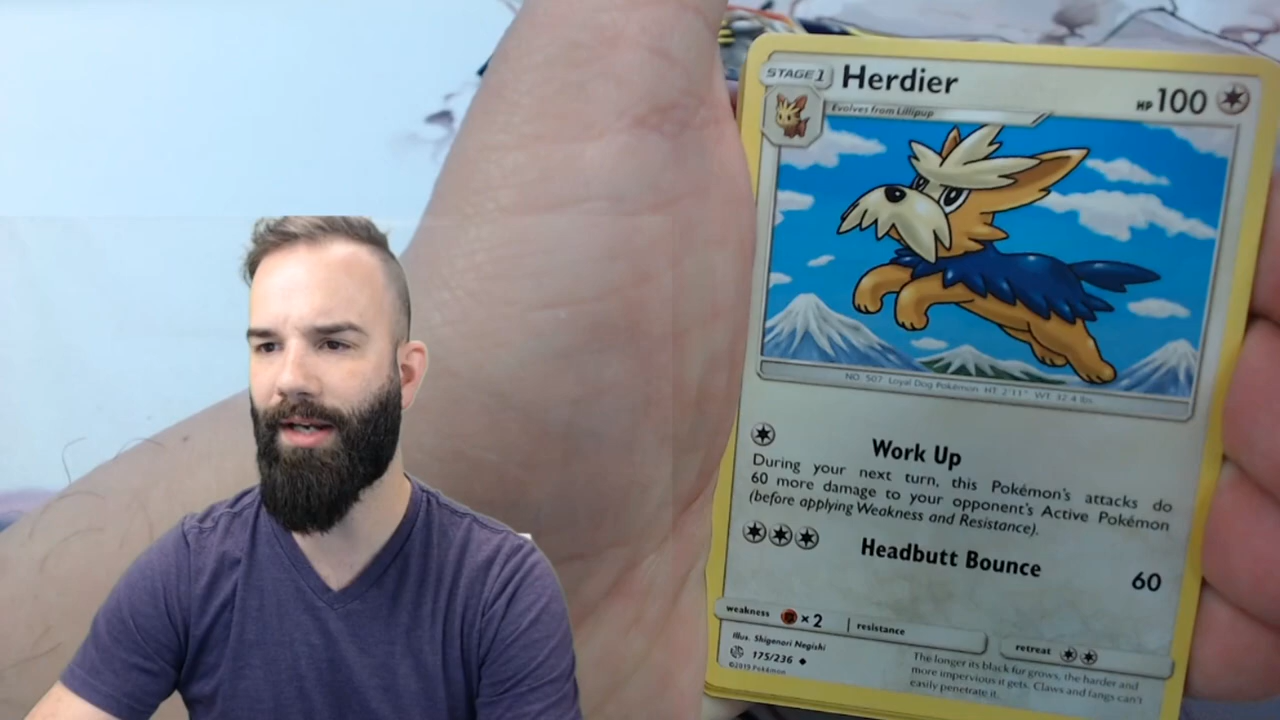 STAGE 1
Herdier
HP 100
Evolves from Lillipup
NO. 507 Loyal Dog Pokémon HT: 2'11" WT: 32.4 lbs.
Work Up
During your next turn, this Pokémon's attacks do
60 more damage to your opponent's Active Pokémon
(before applying Weakness and Resistance).
Headbutt Bounce 60
weakness × 2 resistance
retreat
Illus. Shigenori Negishi
175/236
©2019 Pokémon
The longer its black fur grows, the harder and
more impervious it gets. Claws and fangs can't
easily penetrate it.